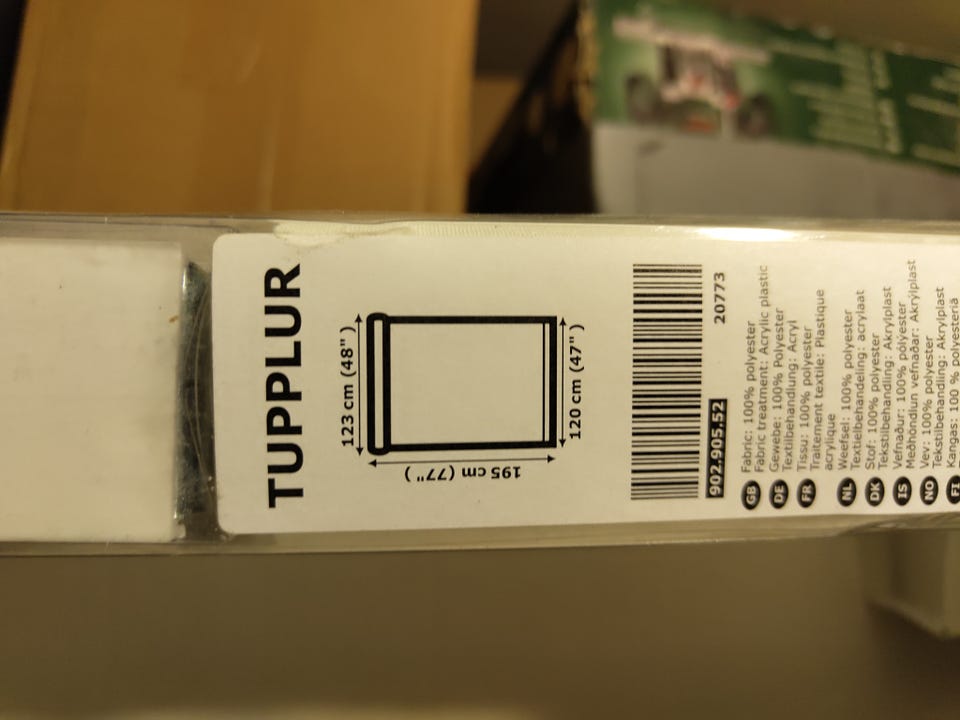 TUPPLUR
123 cm (48")
195 cm (77")
120 cm (47")
902.905.52
20773
GB Fabric: 100% polyester
Fabric treatment: Acrylic plastic
DE Gewebe: 100% Polyester
Textilbehandlung: Acryl
FR Tissu: 100% polyester
Traitement textile: Plastique
acrylique
NL Weefsel: 100% polyester
Textielbehandeling: acrylaat
DK Stof: 100% polyester
Tekstilbehandling: Akrylplast
IS Vefnaður: 100% pólýester
Meðhöndlun vefnaðar: Akrýlplast
NO Vev: 100% polyester
Tekstilbehandling: Akrylplast
FI Kangas: 100 % polyesteriä